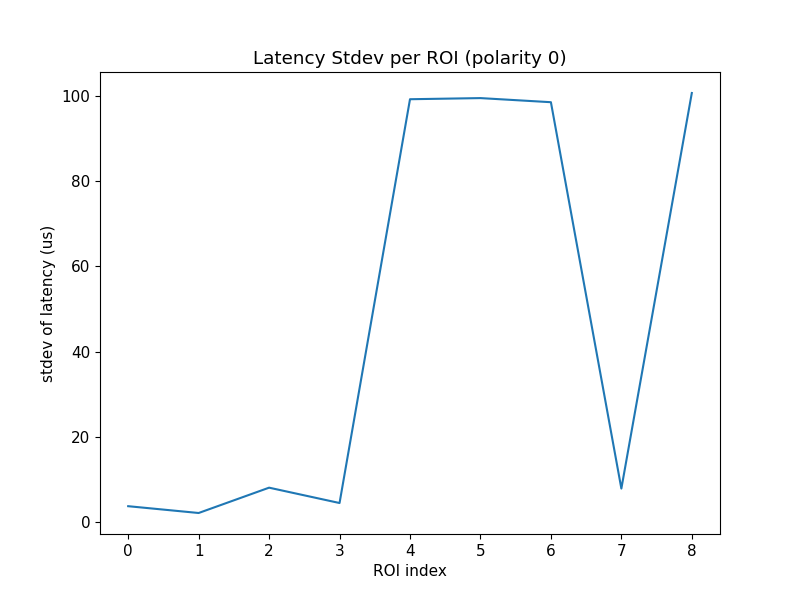 Latency Stdev per ROI (polarity 0)
100
80
60
40
20
0
stdev of latency (us)
0 1 2 3 4 5 6 7 8
ROI index